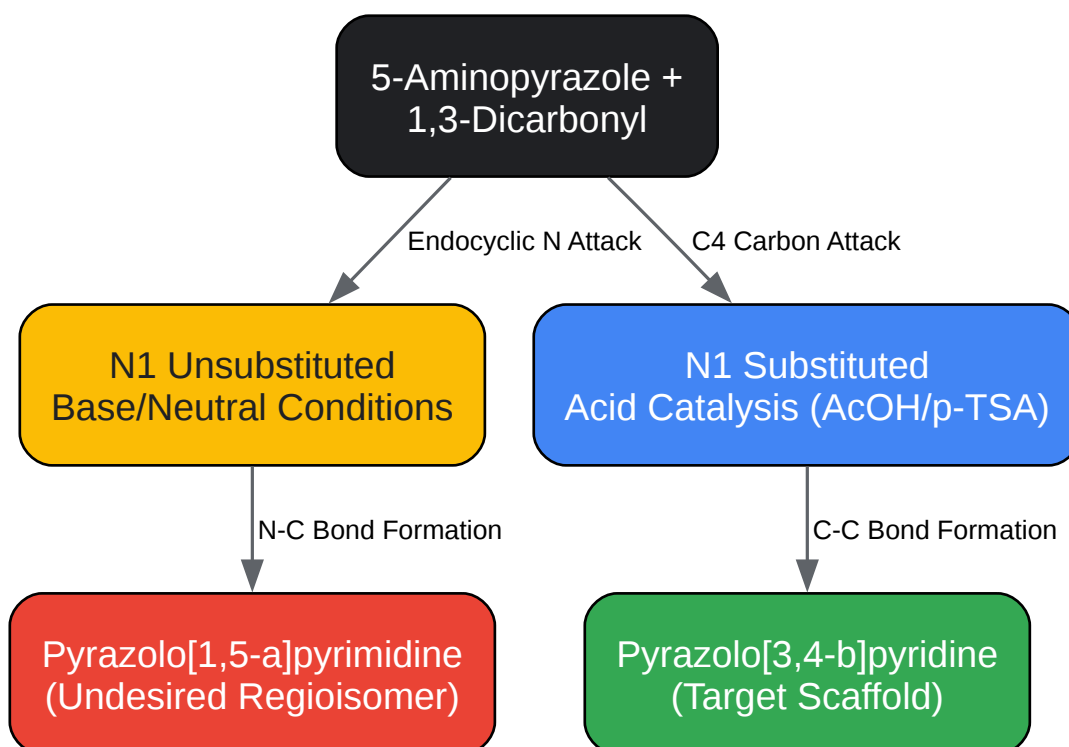 5-Aminopyrazole +
1,3-Dicarbonyl
Endocyclic N Attack
C4 Carbon Attack
N1 Unsubstituted
Base/Neutral Conditions
N1 Substituted
Acid Catalysis (AcOH/p-TSA)
N-C Bond Formation
C-C Bond Formation
Pyrazolo[1,5-a]pyrimidine
(Undesired Regioisomer)
Pyrazolo[3,4-b]pyridine
(Target Scaffold)